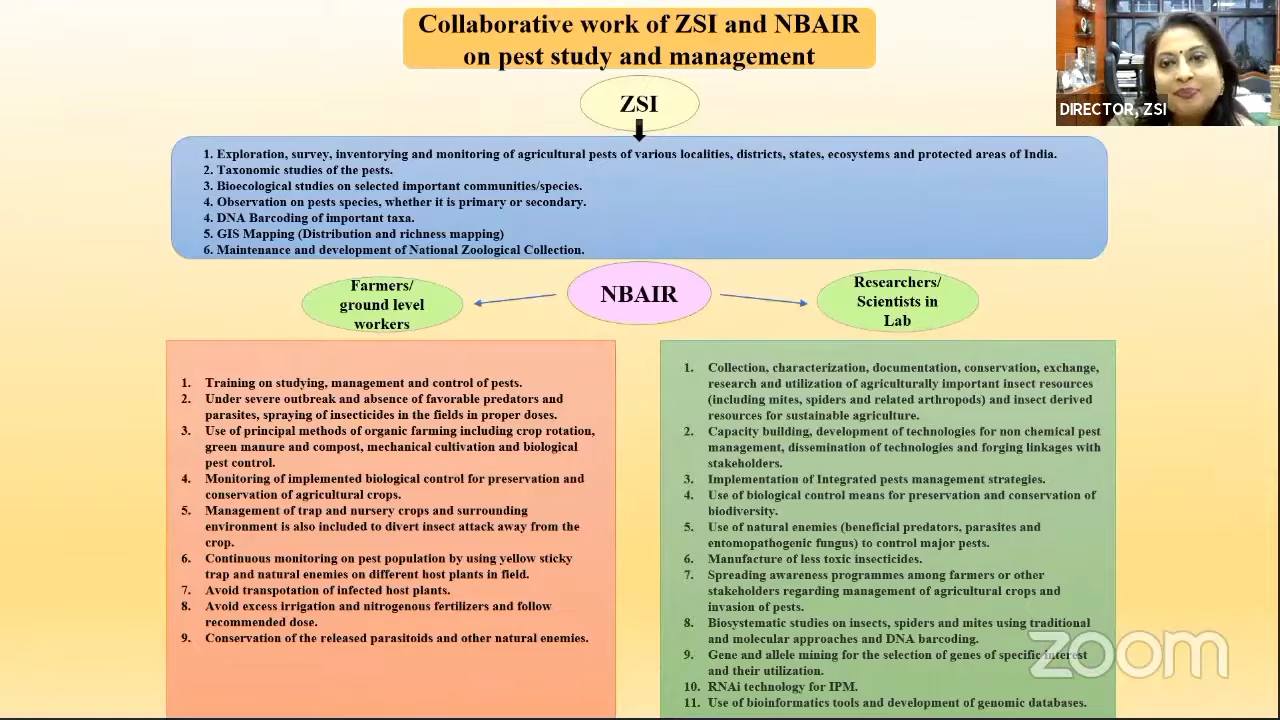 Collaborative work of ZSI and NBAIR
on pest study and management
DIRECTOR, ZSI
ZSI
1. Exploration, survey, inventorying and monitoring of agricultural pests of various localities, districts, states, ecosystems and protected areas of India.
2. Taxonomic studies of the pests.
3. Bioecological studies on selected important communities/species.
4. Observation on pests species, whether it is primary or secondary.
4. DNA Barcoding of important taxa.
5. GIS Mapping (Distribution and richness mapping)
6. Maintenance and development of National Zoological Collection.
NBAIR
Farmers/
ground level
workers
Researchers/
Scientists in
Lab
1. Training on studying, management and control of pests.
2. Under severe outbreak and absence of favorable predators and
parasites, spraying of insecticides in the fields in proper doses.
3. Use of principal methods of organic farming including crop rotation,
green manure and compost, mechanical cultivation and biological
pest control.
4. Monitoring of implemented biological control for preservation and
conservation of agricultural crops.
5. Management of trap and nursery crops and surrounding
environment is also included to divert insect attack away from the
crop.
6. Continuous monitoring on pest population by using yellow sticky
trap and natural enemies on different host plants in field.
7. Avoid transpotation of infected host plants.
8. Avoid excess irrigation and nitrogenous fertilizers and follow
recommended dose.
9. Conservation of the released parasitoids and other natural enemies.
1. Collection, characterization, documentation, conservation, exchange,
research and utilization of agriculturally important insect resources
(including mites, spiders and related arthropods) and insect derived
resources for sustainable agriculture.
2. Capacity building, development of technologies for non chemical pest
management, dissemination of technologies and forging linkages with
stakeholders.
3. Implementation of Integrated pests management strategies.
4. Use of biological control means for preservation and conservation of
biodiversity.
5. Use of natural enemies (beneficial predators, parasites and
entomopathogenic fungus) to control major pests.
6. Manufacture of less toxic insecticides.
7. Spreading awareness programmes among farmers or other
stakeholders regarding management of agricultural crops and
invasion of pests.
8. Biosystematic studies on insects, spiders and mites using traditional
and molecular approaches and DNA barcoding.
9. Gene and allele mining for the selection of genes of specific interest
and their utilization.
10. RNAi technology for IPM.
11. Use of bioinformatics tools and development of genomic databases.
zoom